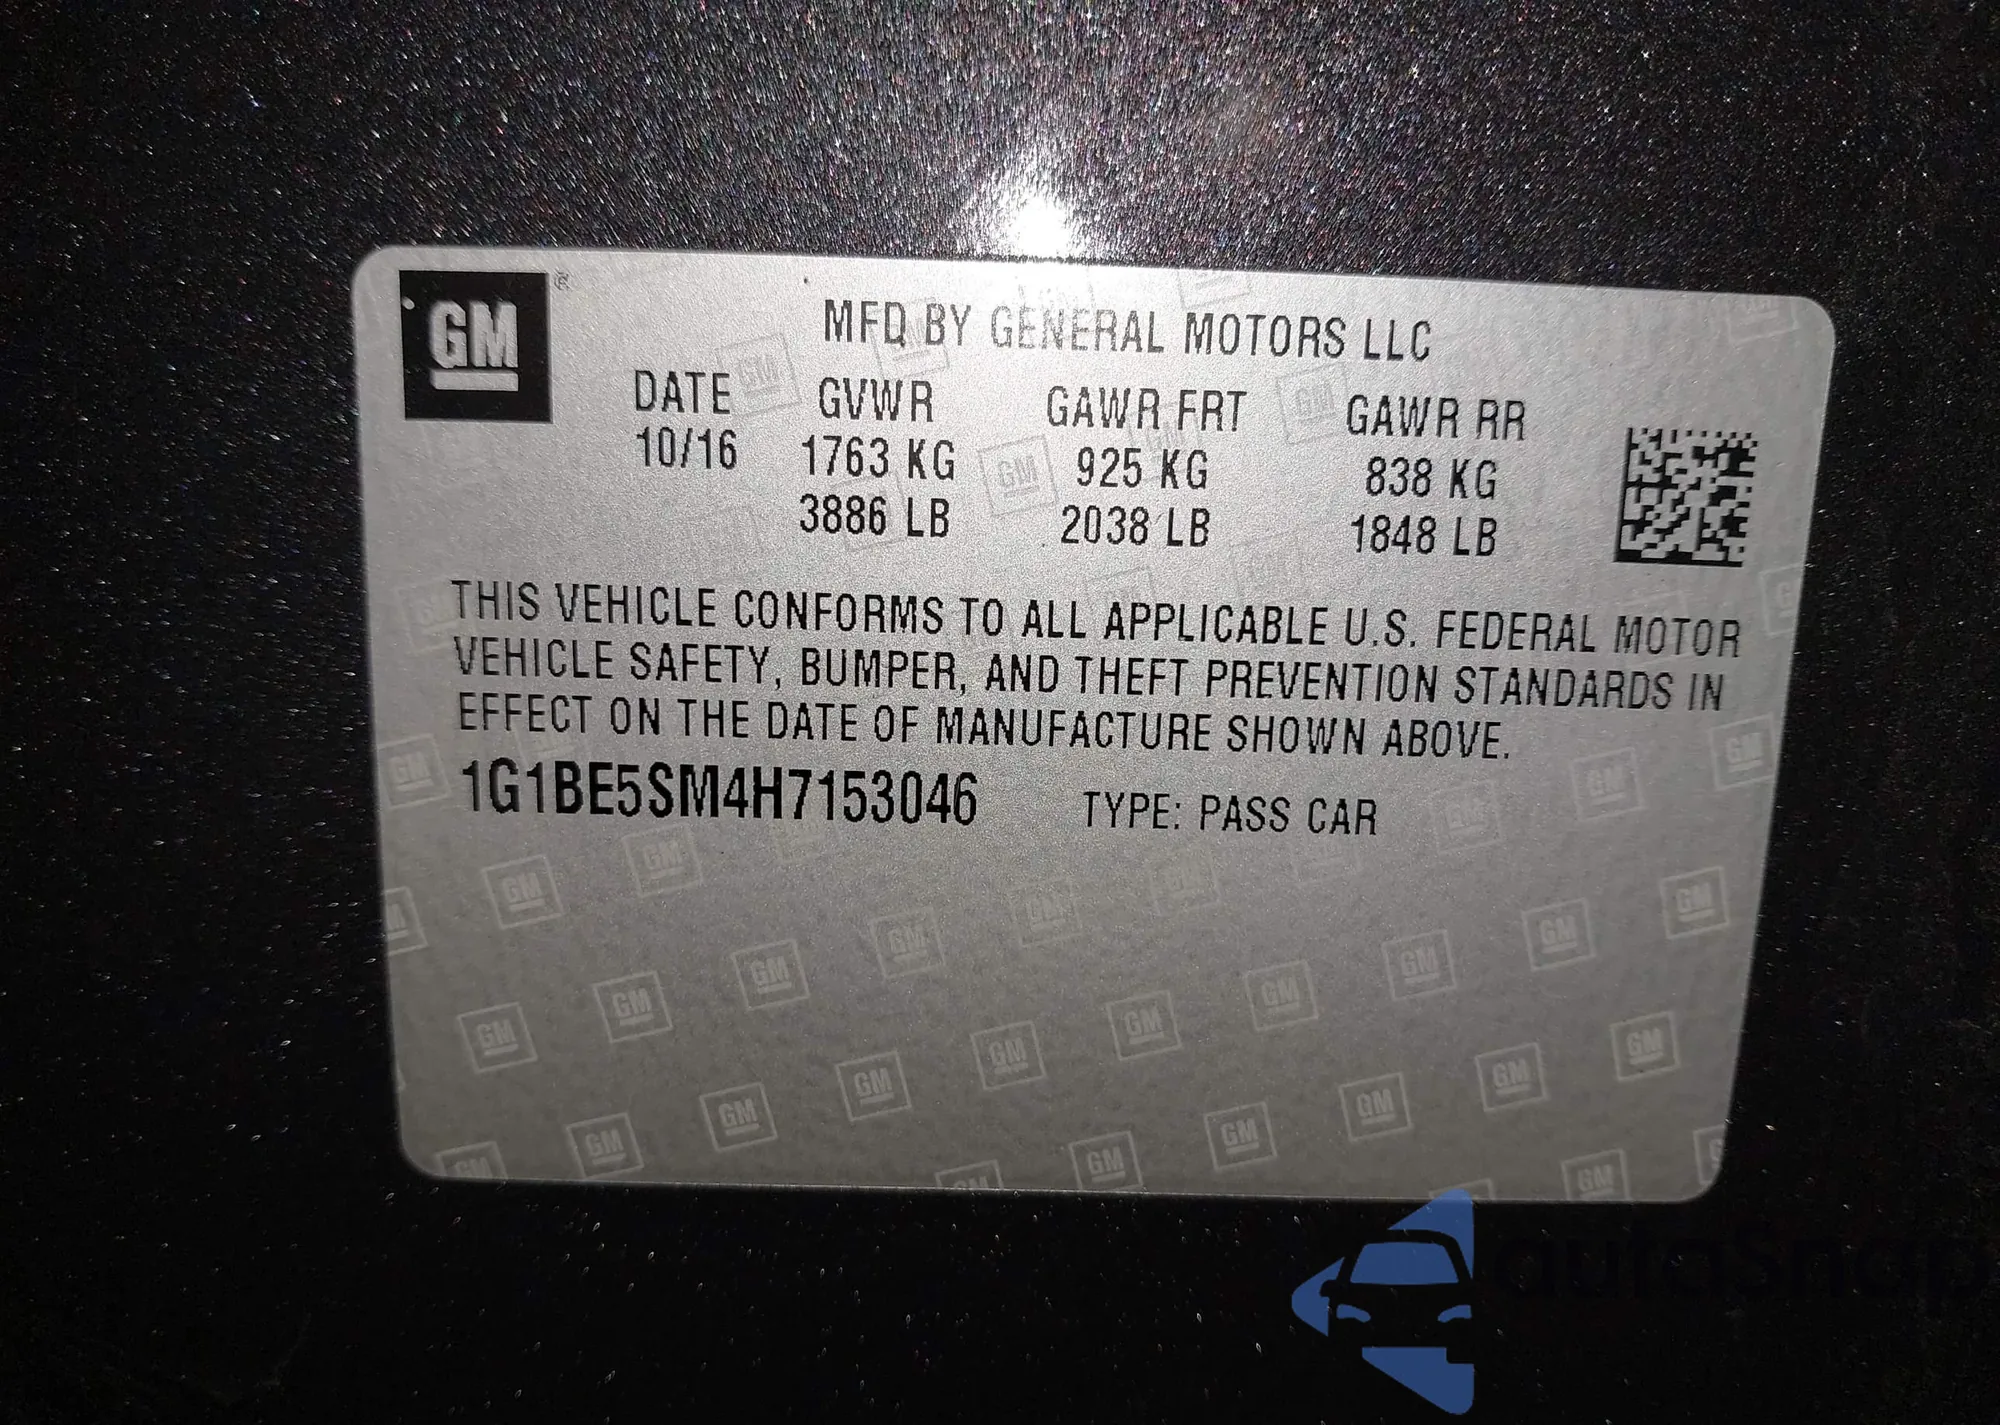 GM
MFD BY GENERAL MOTORS LLC
DATE GVWR GAWR FRT GAWR RR
10/16 1763 KG 925 KG 838 KG
3886 LB 2038 LB 1848 LB
THIS VEHICLE CONFORMS TO ALL APPLICABLE U.S. FEDERAL MOTOR
VEHICLE SAFETY, BUMPER, AND THEFT PREVENTION STANDARDS IN
EFFECT ON THE DATE OF MANUFACTURE SHOWN ABOVE.
1G1BE5SM4H7153046 TYPE: PASS CAR
autosnap